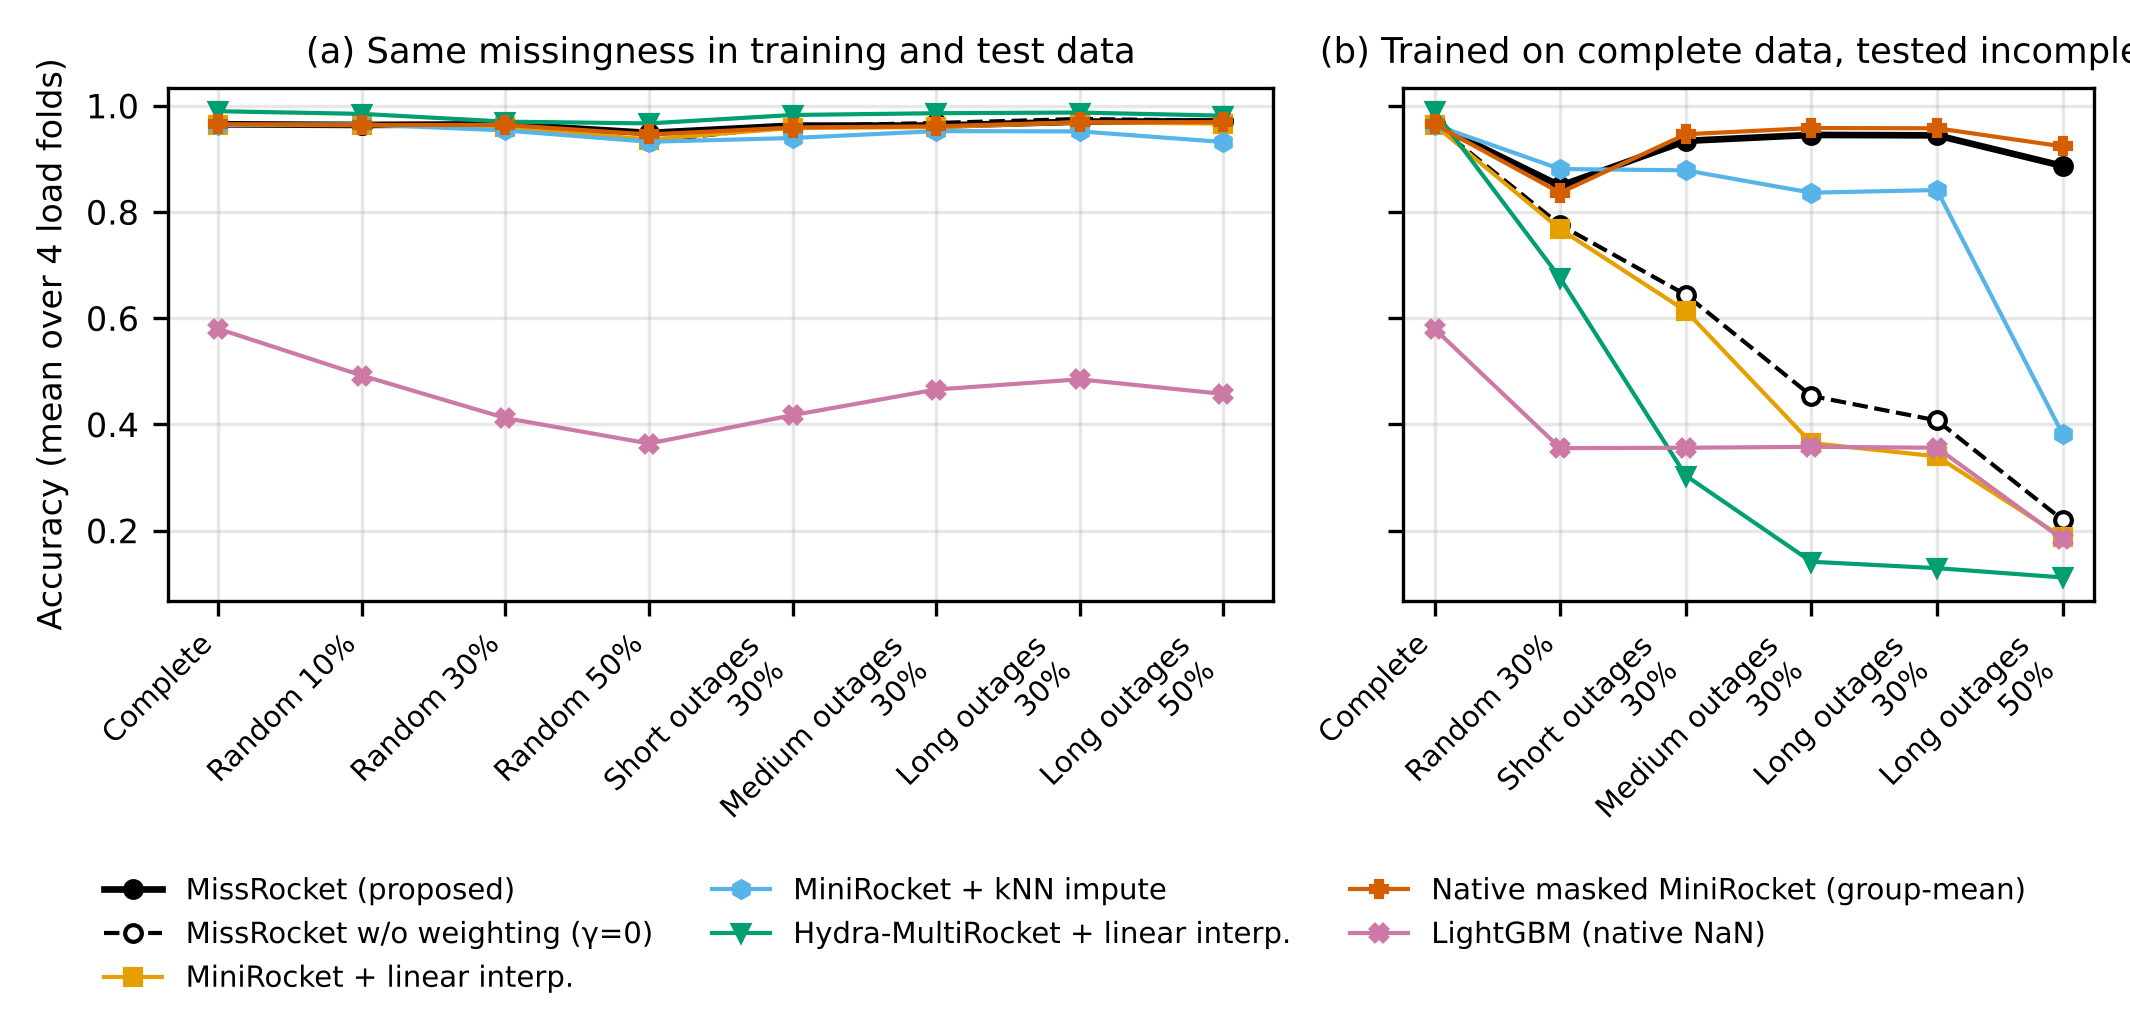 (a) Same missingness in training and test data
(b) Trained on complete data, tested incomple
Accuracy (mean over 4 load folds)
1.0
0.8
0.6
0.4
0.2
Complete
Random 10%
Random 30%
Random 50%
Short outages
30%
Medium outages
30%
Long outages
30%
Long outages
50%
Complete
Random 30%
Short outages
30%
Medium outages
30%
Long outages
30%
Long outages
50%
MissRocket (proposed)
MissRocket w/o weighting (γ=0)
MiniRocket + linear interp.
MiniRocket + kNN impute
Hydra-MultiRocket + linear interp.
Native masked MiniRocket (group-mean)
LightGBM (native NaN)